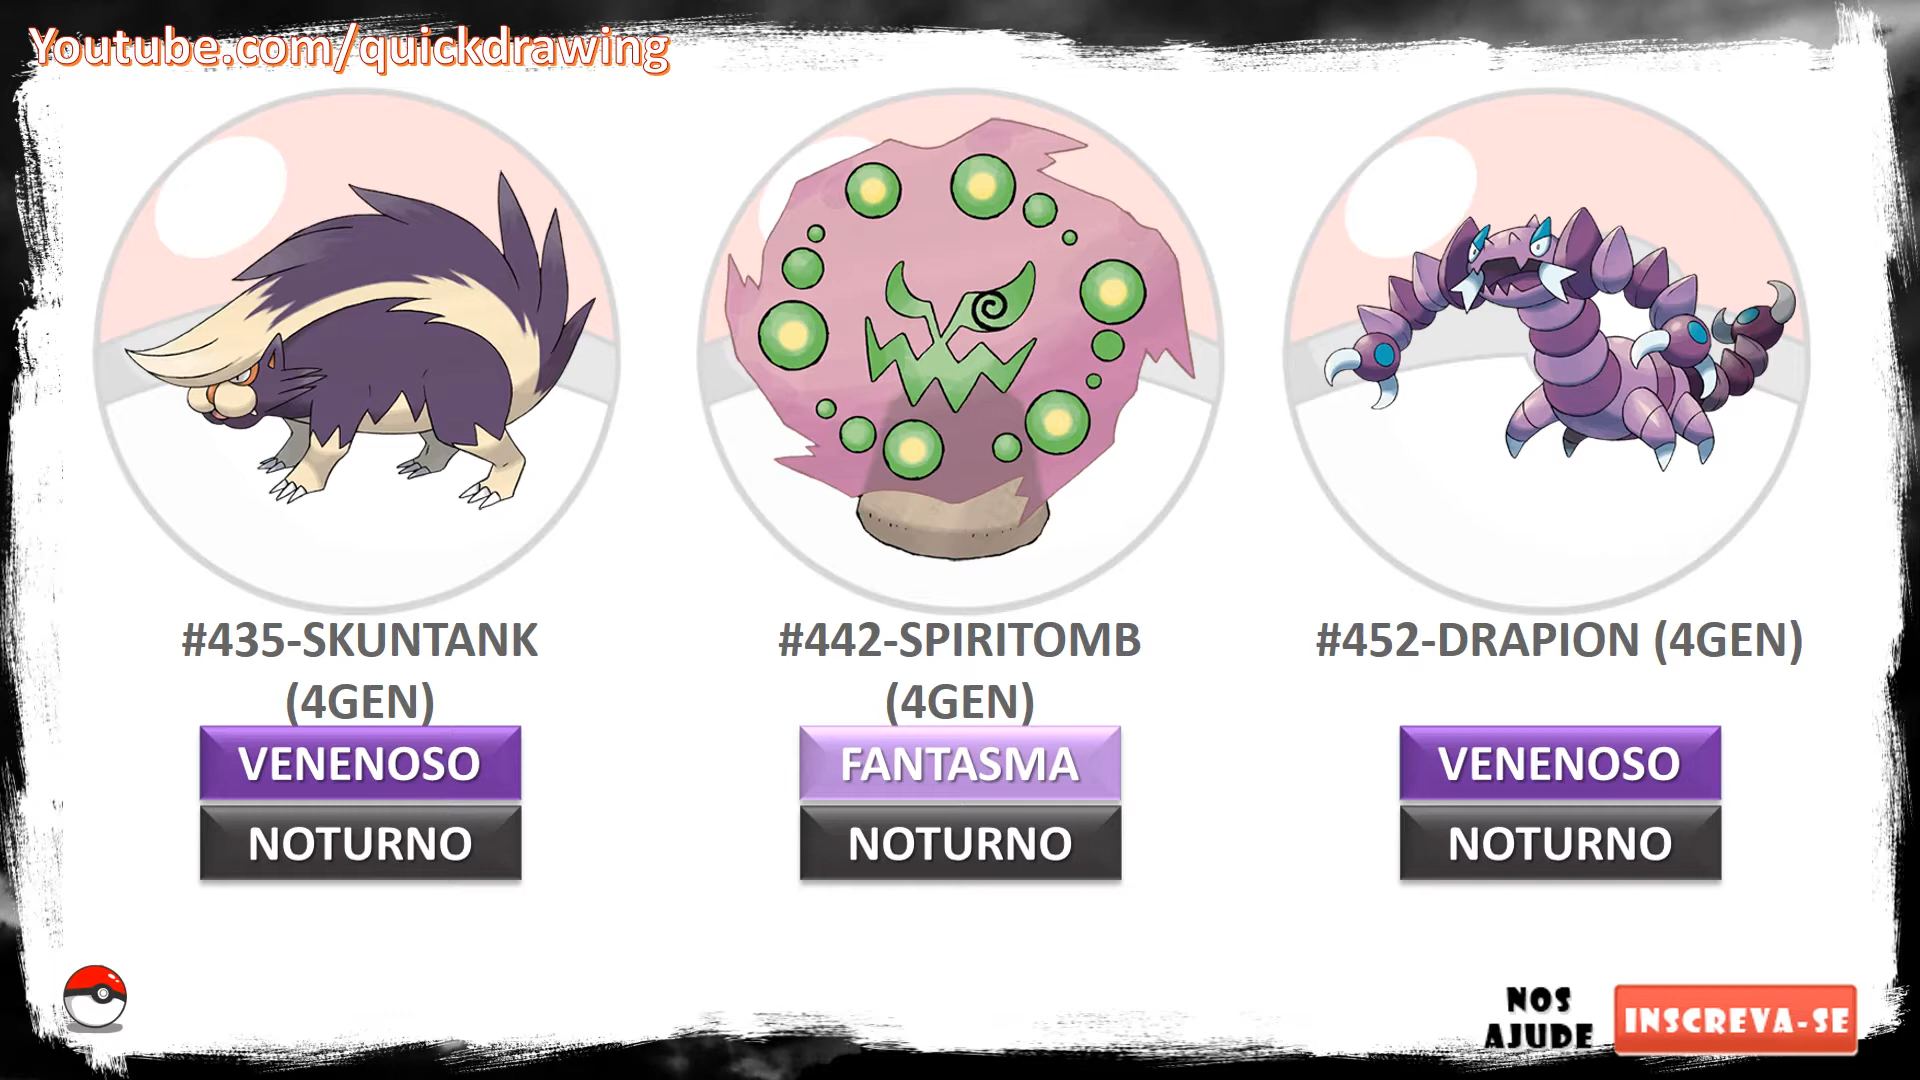 Youtube.com/quickdrawing
#435-SKUNTANK
(4GEN)
VENENOSO
NOTURNO
#442-SPIRITOMB
(4GEN)
FANTASMA
NOTURNO
#452-DRAPION (4GEN)
VENENOSO
NOTURNO
NOS
AJUDE
INSCREVA-SE